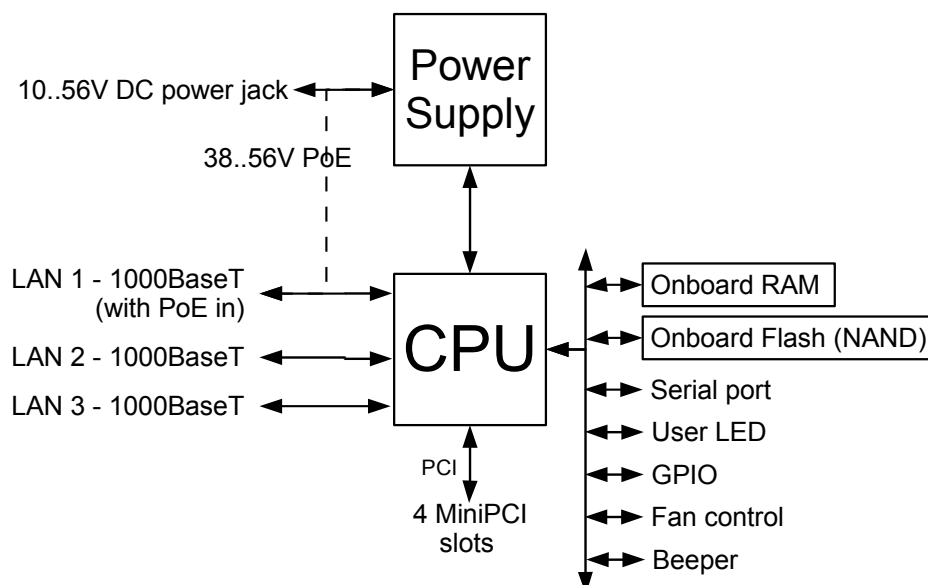 Power
Supply
10..56V DC power jack
38..56V PoE
LAN 1 - 1000BaseT
(with PoE in)
LAN 2 - 1000BaseT
LAN 3 - 1000BaseT
CPU
PCI
4 MiniPCI
slots
Onboard RAM
Onboard Flash (NAND)
Serial port
User LED
GPIO
Fan control
Beeper